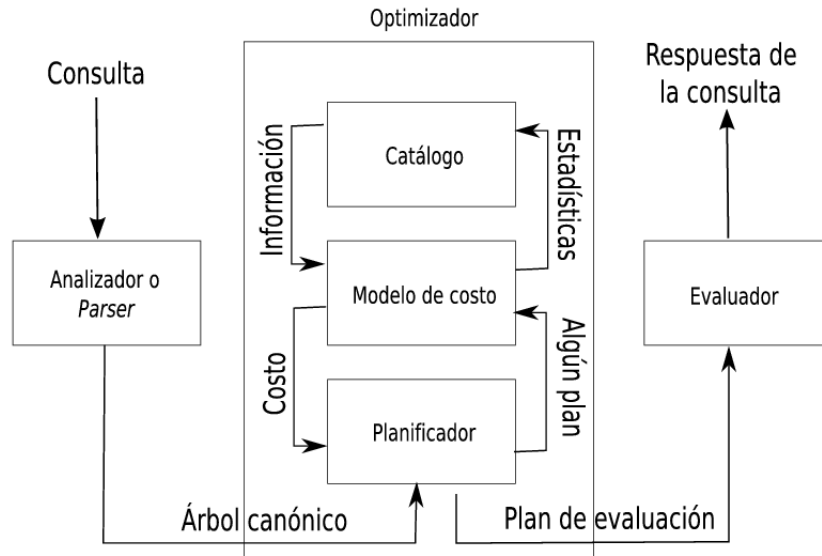 Optimizador
Consulta
Respuesta de
la consulta
Catálogo
Información
Estadísticas
Analizador o
Parser
Modelo de costo
Evaluador
Costo
Algún plan
Planificador
Árbol canónico
Plan de evaluación